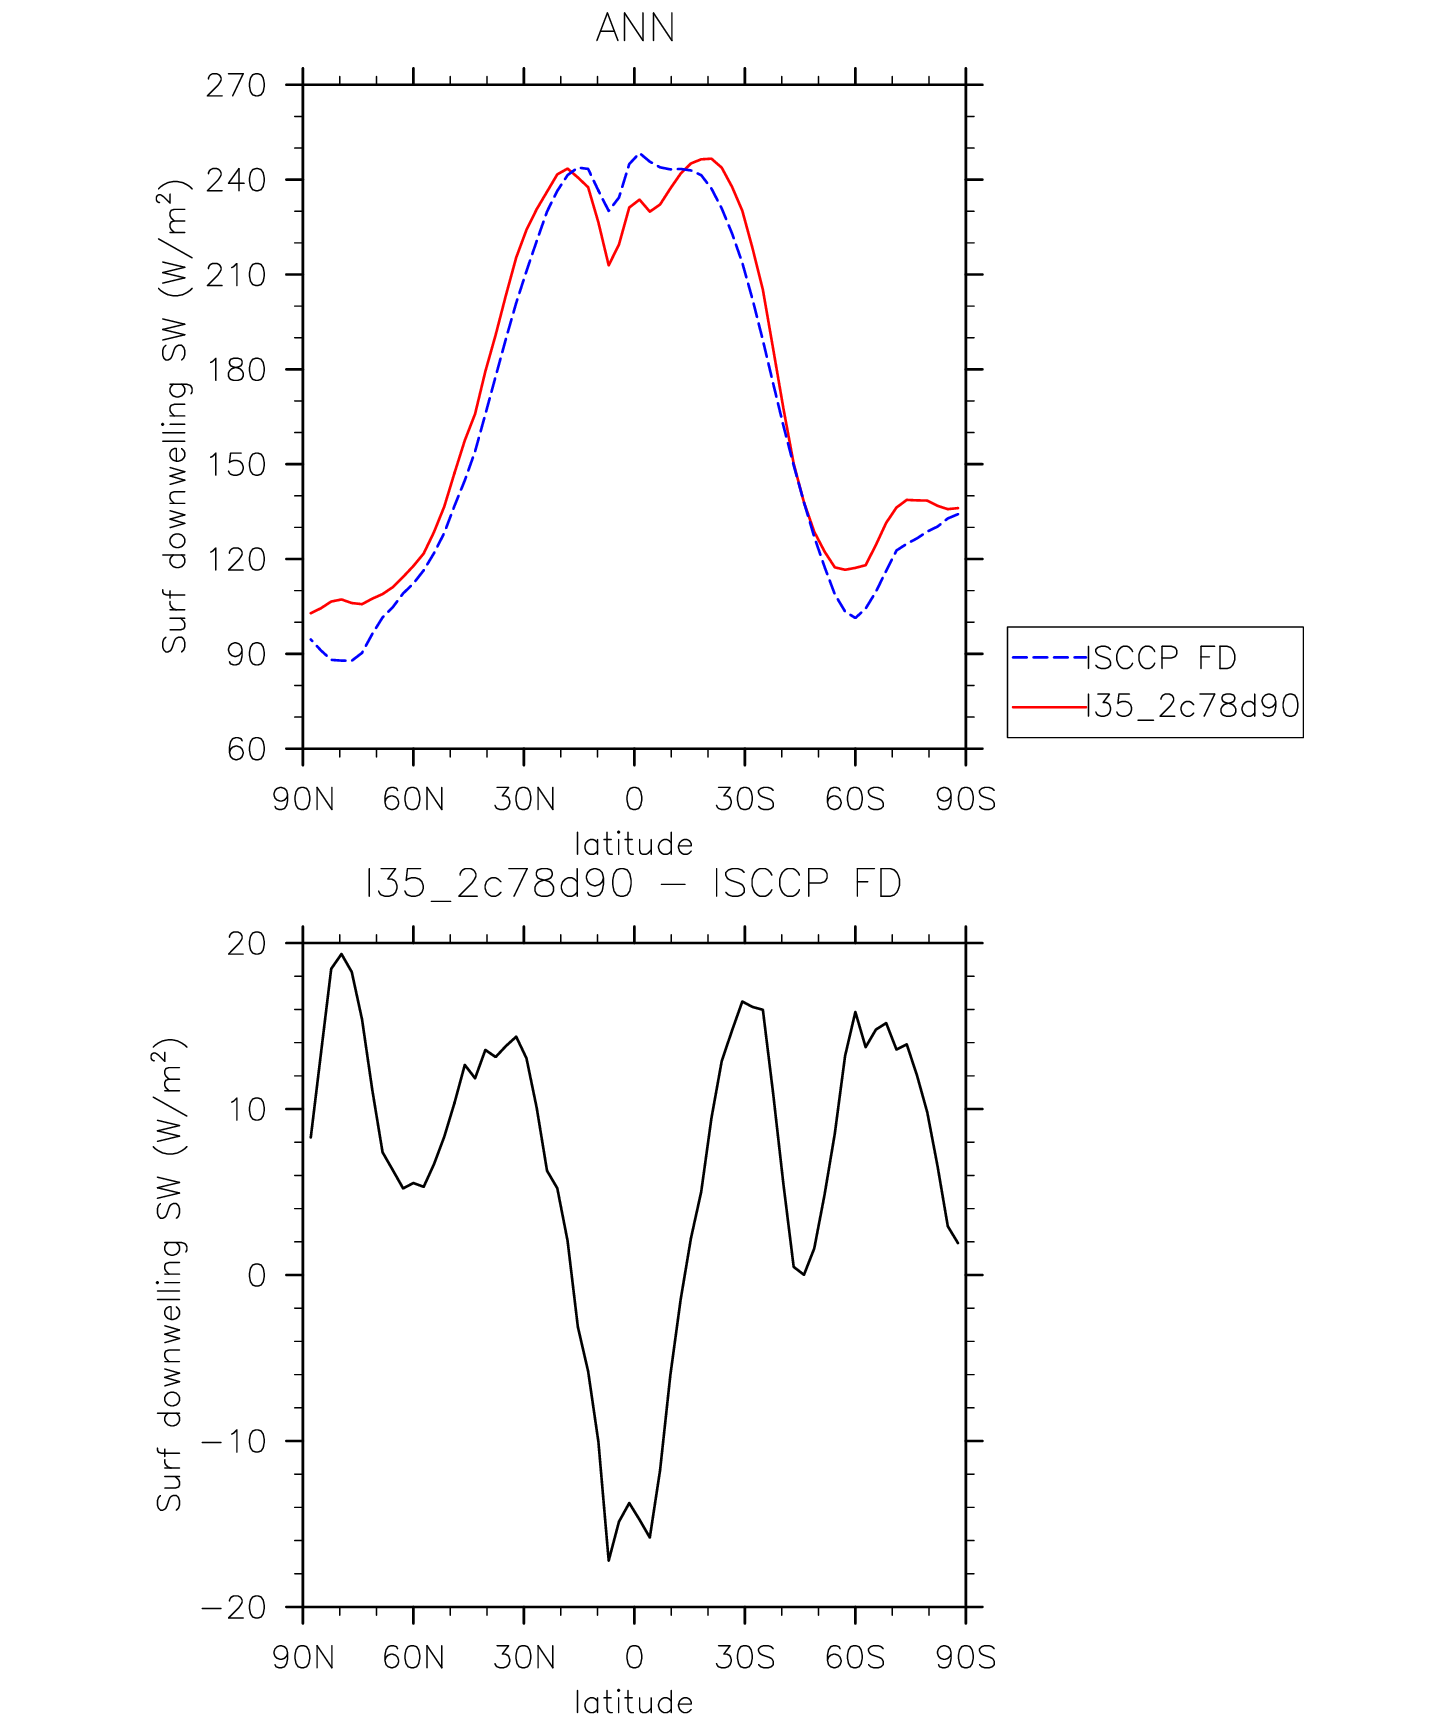 ANN
270
240
210
180
150
120
90
60
Surf downwelling SW (W/m²)
90N 60N 30N 0 30S 60S 90S
latitude
ISCCP FD
I35_2c78d90
I35_2c78d90 − ISCCP FD
20
10
0
−10
−20
Surf downwelling SW (W/m²)
90N 60N 30N 0 30S 60S 90S
latitude